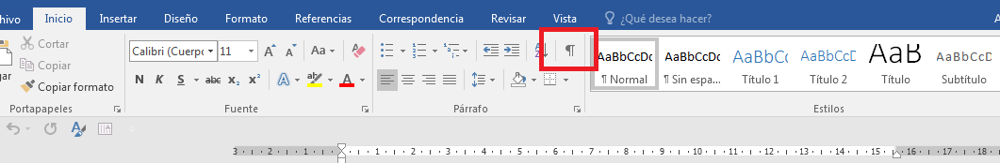 chivo Inicio Insertar Diseño Formato Referencias Correspondencia Revisar Vista ¿Qué desea hacer? A
Cortar
Copiar
gar
Copiar formato
Portapapeles
Calibri (Cuerpo 11 A A Aa A
N K S abc x₂ x² A ab A
Fuente
A Z ¶
Párrafo
AaBbCcDc AaBbCcDc AaBbCc AaBbCcD AaB AaBbCcD
¶ Normal ¶ Sin espa... Título 1 Título 2 Título Subtítulo
Estilos
3 2 1 1 2 3 4 5 6 7 8 9 10 11 12 13 14 15 16 17 18